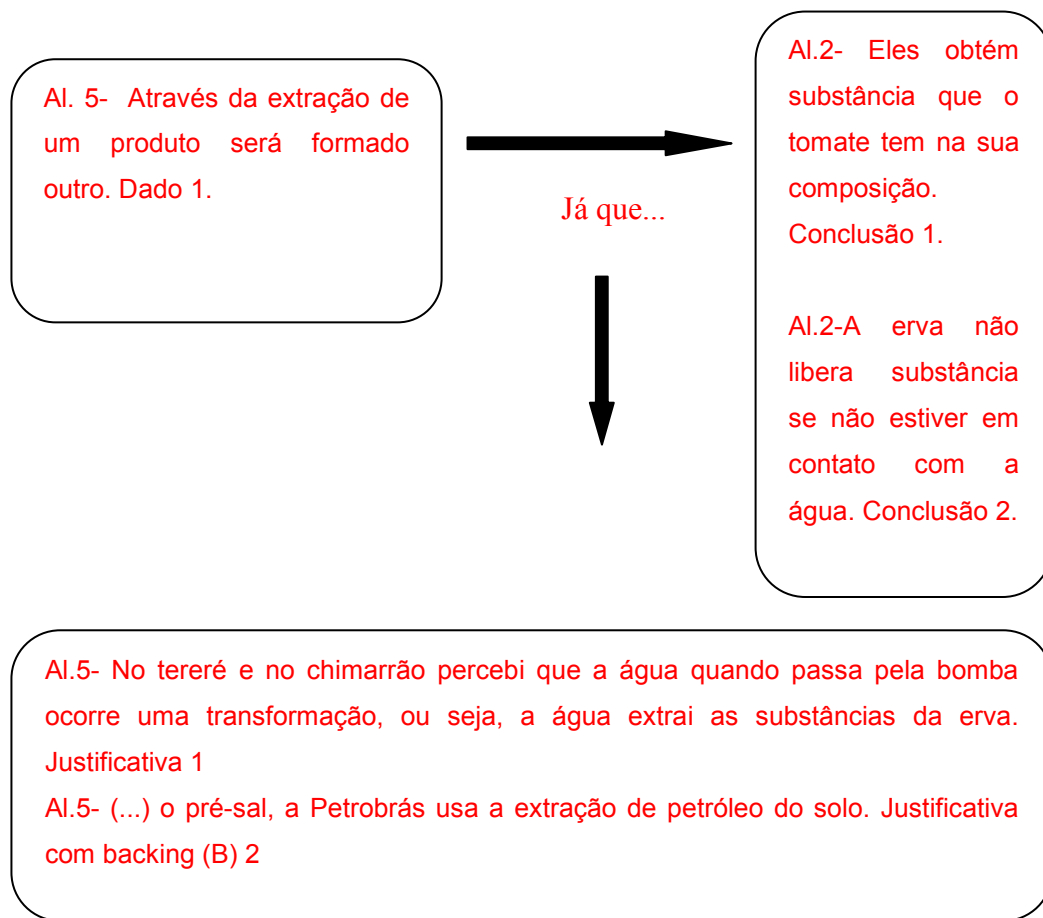 Al. 5- Através da extração de
um produto será formado
outro. Dado 1.
Já que...
Al.2- Eles obtém
substância que o
tomate tem na sua
composição.
Conclusão 1.
Al.2-A erva não
libera substância
se não estiver em
contato com a
água. Conclusão 2.
Al.5- No tereré e no chimarrão percebi que a água quando passa pela bomba
ocorre uma transformação, ou seja, a água extrai as substâncias da erva.
Justificativa 1
Al.5- (...) o pré-sal, a Petrobrás usa a extração de petróleo do solo. Justificativa
com backing (B) 2